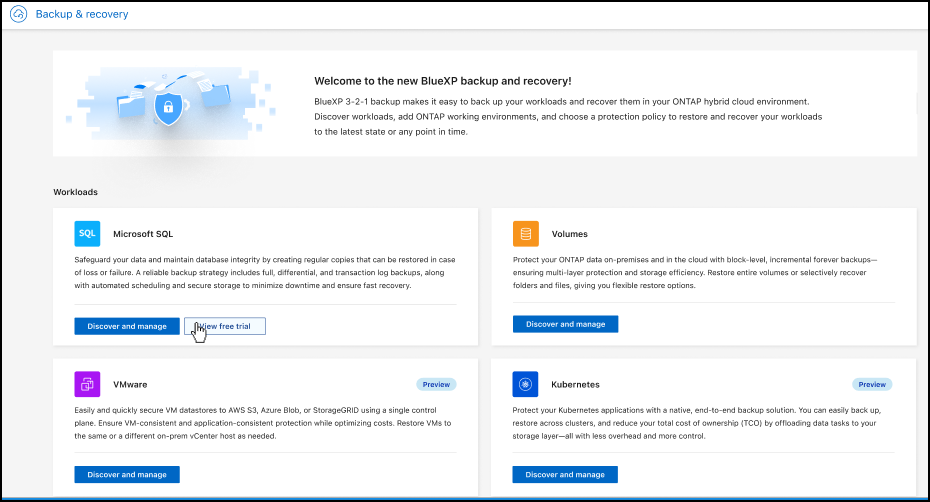 Backup & recovery
Welcome to the new BlueXP backup and recovery!
BlueXP 3-2-1 backup makes it easy to back up your workloads and recover them in your ONTAP hybrid cloud environment.
Discover workloads, add ONTAP working environments, and choose a protection policy to restore and recover your workloads
to the latest state or any point in time.
Workloads
SQL
Microsoft SQL
Safeguard your data and maintain database integrity by creating regular copies that can be restored in case
of loss or failure. A reliable backup strategy includes full, differential, and transaction log backups, along
with automated scheduling and secure storage to minimize downtime and ensure fast recovery.
Discover and manage
View free trial
Volumes
Protect your ONTAP data on-premises and in the cloud with block-level, incremental forever backups—
ensuring multi-layer protection and storage efficiency. Restore entire volumes or selectively recover
folders and files, giving you flexible restore options.
Discover and manage
VMware
Preview
Easily and quickly secure VM datastores to AWS S3, Azure Blob, or StorageGRID using a single control
plane. Ensure VM-consistent and application-consistent protection while optimizing costs. Restore VMs to
the same or a different on-prem vCenter host as needed.
Discover and manage
Kubernetes
Preview
Protect your Kubernetes applications with a native, end-to-end backup solution. You can easily back up,
restore across clusters, and reduce your total cost of ownership (TCO) by offloading data tasks to your
storage layer—all with less overhead and more control.
Discover and manage